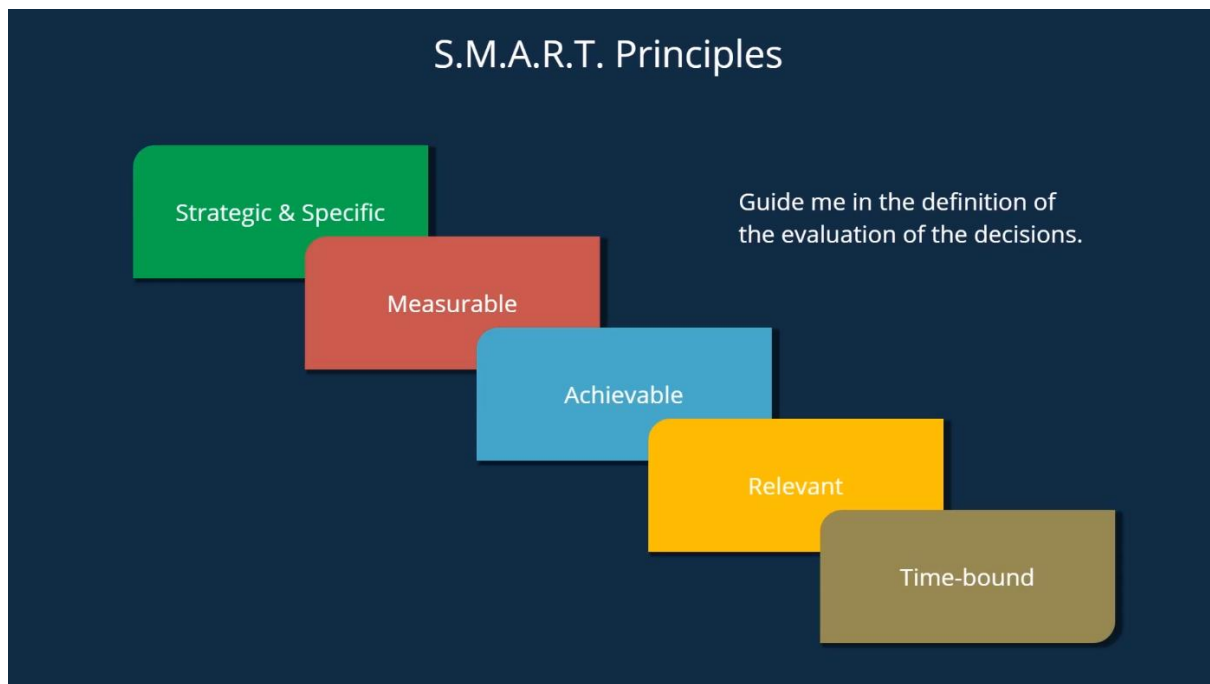 S.M.A.R.T. Principles
Strategic & Specific
Guide me in the definition of
the evaluation of the decisions.
Measurable
Achievable
Relevant
Time-bound